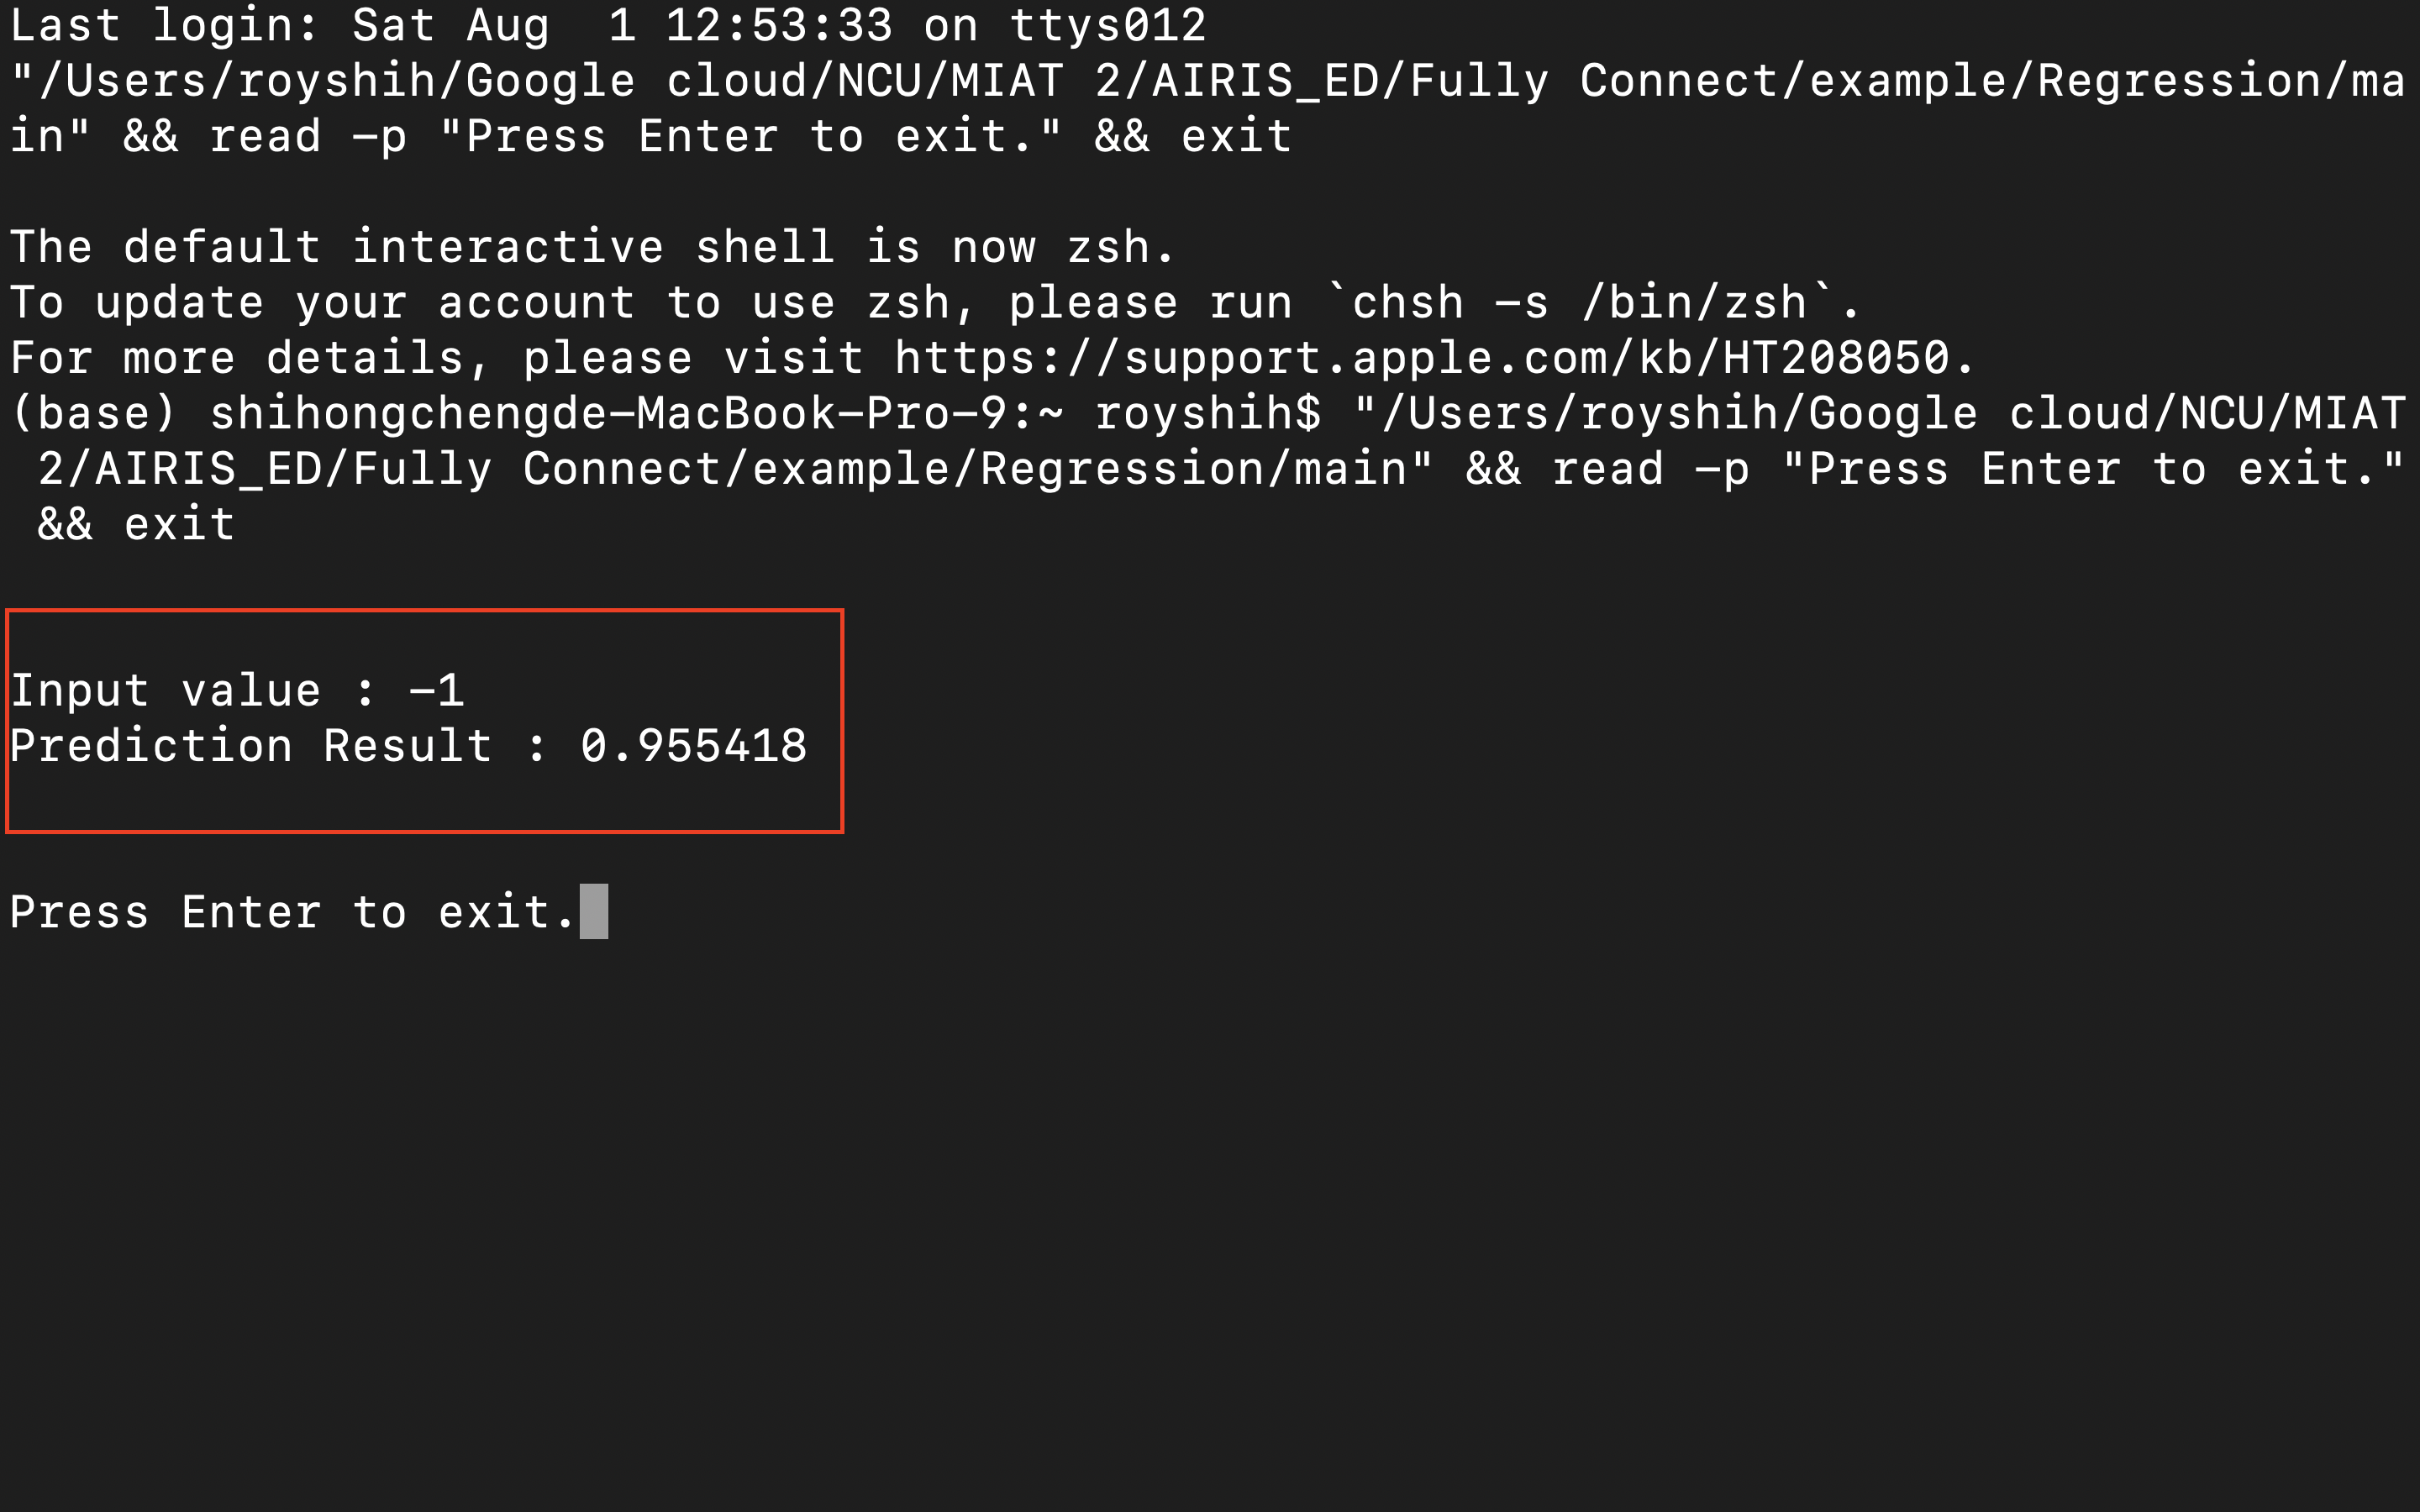 Last login: Sat Aug  1 12:53:33 on ttys012
"/Users/royshih/Google cloud/NCU/MIAT 2/AIRIS_ED/Fully Connect/example/Regression/ma
in" && read -p "Press Enter to exit." && exit
The default interactive shell is now zsh.
To update your account to use zsh, please run `chsh -s /bin/zsh`.
For more details, please visit https://support.apple.com/kb/HT208050.
(base) shihongchengde-MacBook-Pro-9:~ royshih$ "/Users/royshih/Google cloud/NCU/MIAT
 2/AIRIS_ED/Fully Connect/example/Regression/main" && read -p "Press Enter to exit."
 && exit
Input value : -1
Prediction Result : 0.955418
Press Enter to exit.